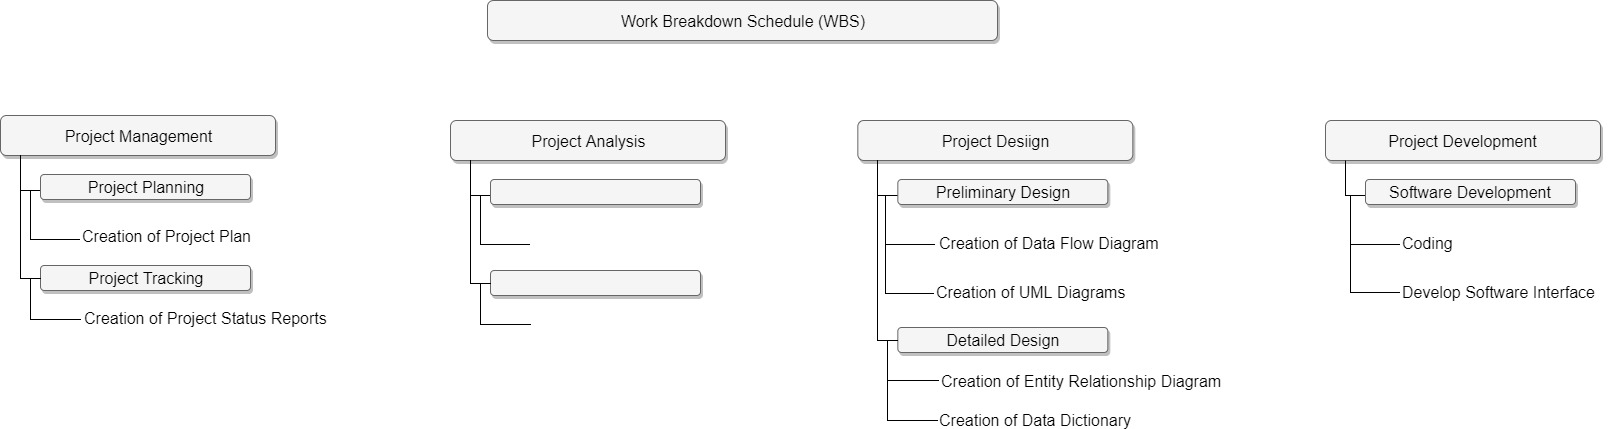 Work Breakdown Schedule (WBS)
Project Management
Project Planning
Creation of Project Plan
Project Tracking
Creation of Project Status Reports
Project Analysis
Project Desiign
Preliminary Design
Creation of Data Flow Diagram
Creation of UML Diagrams
Detailed Design
Creation of Entity Relationship Diagram
Creation of Data Dictionary
Project Development
Software Development
Coding
Develop Software Interface